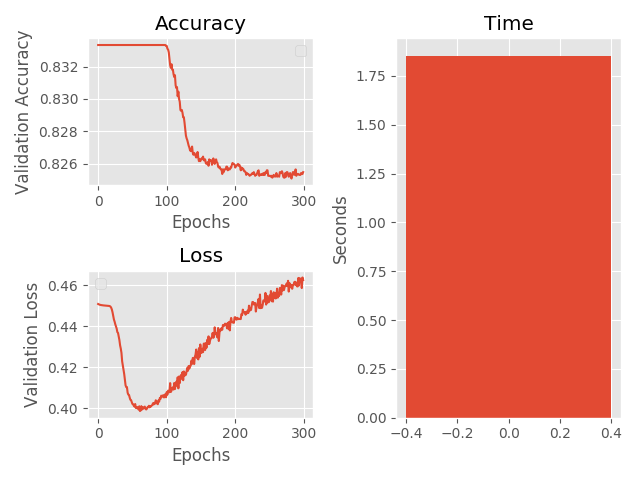 Accuracy
Validation Accuracy
0.832
0.830
0.828
0.826
0 100 200 300
Epochs
Loss
Validation Loss
0.46
0.44
0.42
0.40
0 100 200 300
Epochs
Time
Seconds
1.75
1.50
1.25
1.00
0.75
0.50
0.25
0.00
−0.4 −0.2 0.0 0.2 0.4